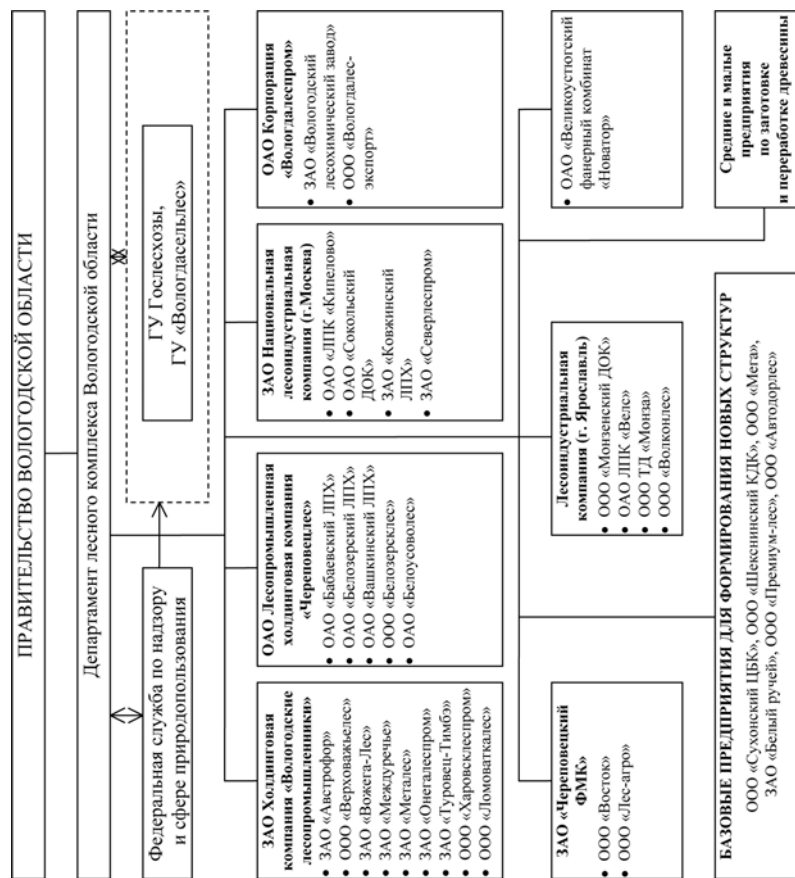 ПРАВИТЕЛЬСТВО ВОЛОГОДСКОЙ ОБЛАСТИ
Департамент лесного комплекса Вологодской области
Федеральная служба по надзору
и сфере природопользования
ГУ Гослесхозы,
ГУ «Вологдасельлес»
ЗАО Холдинговая
компания «Вологодские
лесопромышленники»
• ЗАО «Австрофор»
• ООО «Верховажьелес»
• ЗАО «Вожега-Лес»
• ЗАО «Междуречье»
• ЗАО «Металес»
• ЗАО «Онегалеспром»
• ЗАО «Туровец-Тимбэ»
• ООО «Харовсклеспром»
• ООО «Ломоваткалес»
ОАО Лесопромышленная
холдинговая компания
«Череповецлес»
• ОАО «Бабаевский ЛПХ»
• ОАО «Белозерский ЛПХ»
• ОАО «Вашкинский ЛПХ»
• ООО «Белозерсклес»
• ОАО «Белоусоволес»
ЗАО Национальная
лесоиндустриальная
компания (г.Москва)
• ОАО «ЛПК «Кипелово»
• ОАО «Сокольский
ДОК»
• ЗАО «Ковжинский
ЛПХ»
• ЗАО «Северлеспром»
ОАО Корпорация
«Вологдалеспром»
• ЗАО «Вологодский
лесохимический завод»
• ООО «Вологдалес-
экспорт»
ЗАО «Череповецкий
ФМК»
• ООО «Восток»
• ООО «Лес-агро»
Лесоиндустриальная
компания (г. Ярославль)
• ООО «Монзенский ДОК»
• ОАО ЛПК «Велс»
• ООО ТД «Монза»
• ООО «Волконлес»
• ОАО «Великоустюгский
фанерный комбинат
«Новатор»
БАЗОВЫЕ ПРЕДПРИЯТИЯ ДЛЯ ФОРМИРОВАНИЯ НОВЫХ СТРУКТУР
ООО «Сухонский ЦБК», ООО «Шекснинский КДК», ООО «Мега»,
ЗАО «Белый ручей», ООО «Премиум-лес», ООО «Автодорлес»
Средние и малые
предприятия
по заготовке
и переработке древесины